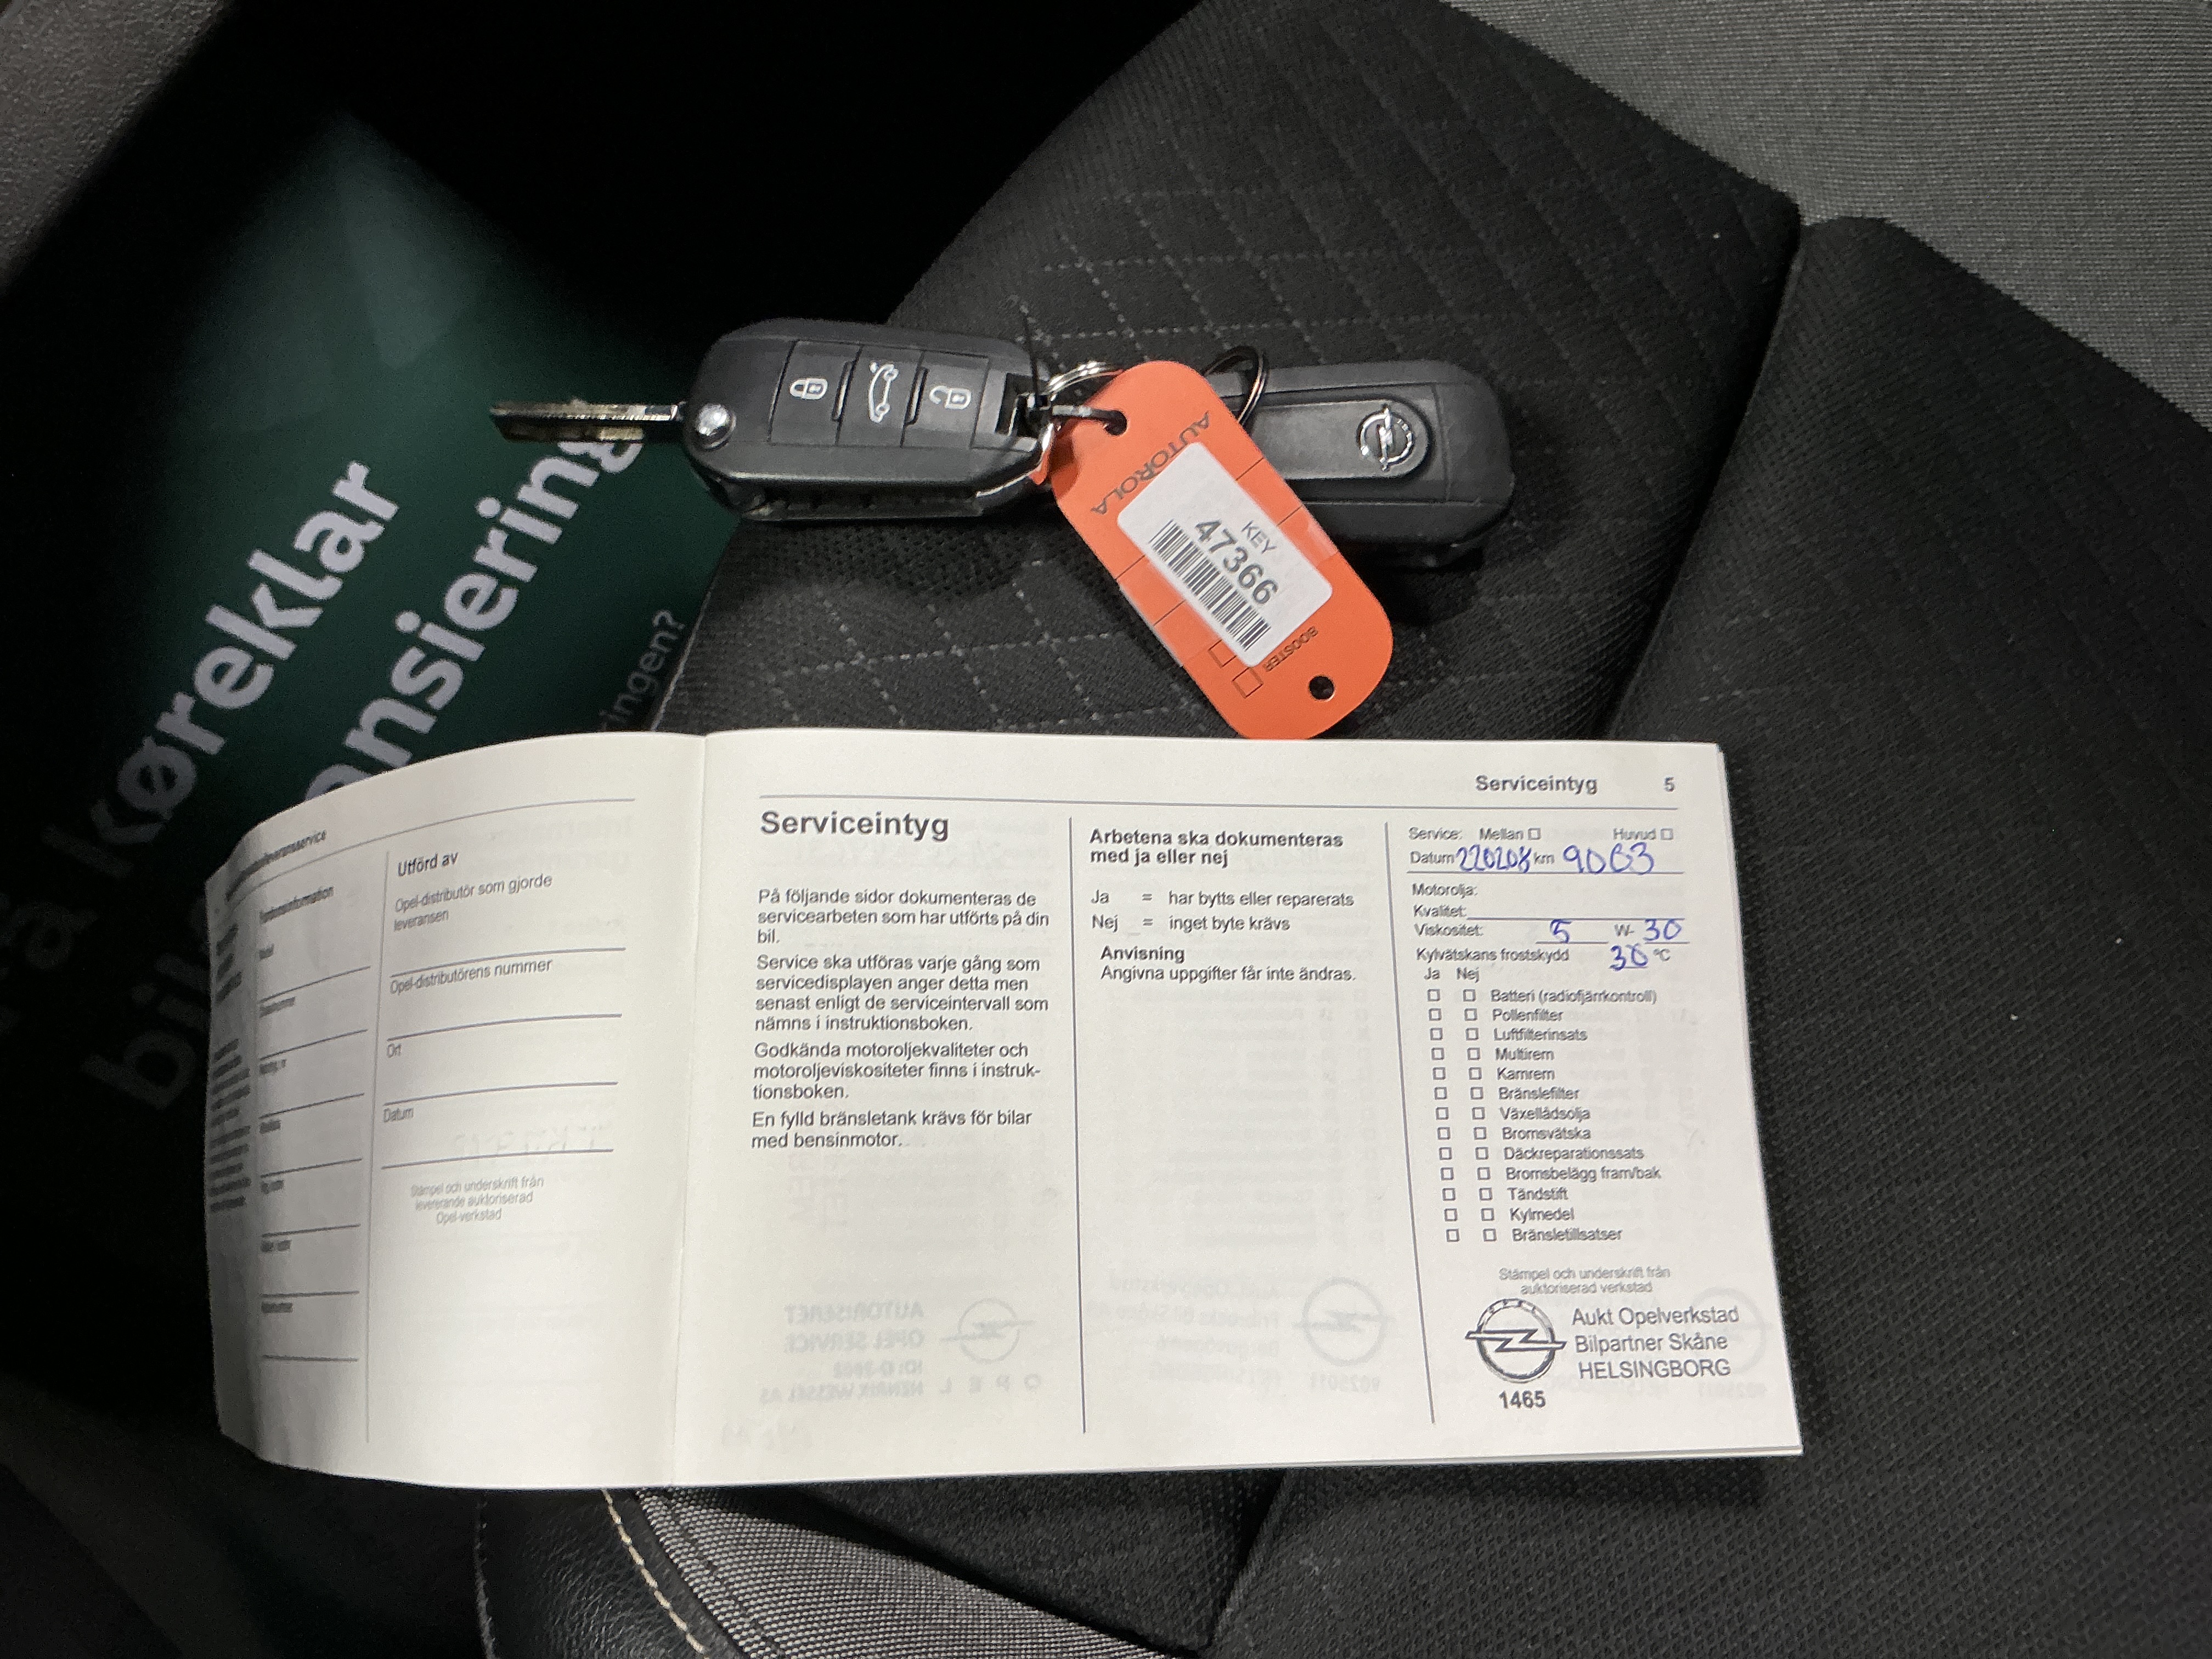 køreklar
ansiering
ringen?
AUTOROLA
KEY
47366
BOOSTER
Utförd av
Opel-distributör som gjorde
leveransen
Opel-distributörens nummer
Ort
Datum
Stämpel och underskrift från
levererande auktoriserad
Opel-verkstad
Serviceintyg 5
Serviceintyg
På följande sidor dokumenteras de
servicearbeten som har utförts på din
bil.
Service ska utföras varje gång som
servicedisplayen anger detta men
senast enligt de serviceintervall som
nämns i instruktionsboken.
Godkända motoroljekvaliteter och
motoroljeviskositeter finns i instruk-
tionsboken.
En fylld bränsletank krävs för bilar
med bensinmotor.
Arbetena ska dokumenteras
med ja eller nej
Ja = har bytts eller reparerats
Nej = inget byte krävs
Anvisning
Angivna uppgifter får inte ändras.
Service: Mellan ☐ Huvud ☐
Datum 220208 km 9063
Motorolja:
Kvalitet:
Viskositet: 5 W- 30
Kylvätskans frostskydd 36 °C
Ja Nej
☐ ☐ Batteri (radiofjärrkontroll)
☐ ☐ Pollenfilter
☐ ☐ Luftfilterinsats
☐ ☐ Multirem
☐ ☐ Kamrem
☐ ☐ Bränslefilter
☐ ☐ Växellådsolja
☐ ☐ Bromsvätska
☐ ☐ Däckreparationssats
☐ ☐ Bromsbelägg fram/bak
☐ ☐ Tändstift
☐ ☐ Kylmedel
☐ ☐ Bränsletillsatser
Stämpel och underskrift från
auktoriserad verkstad
Aukt Opelverkstad
Bilpartner Skåne
HELSINGBORG
1465